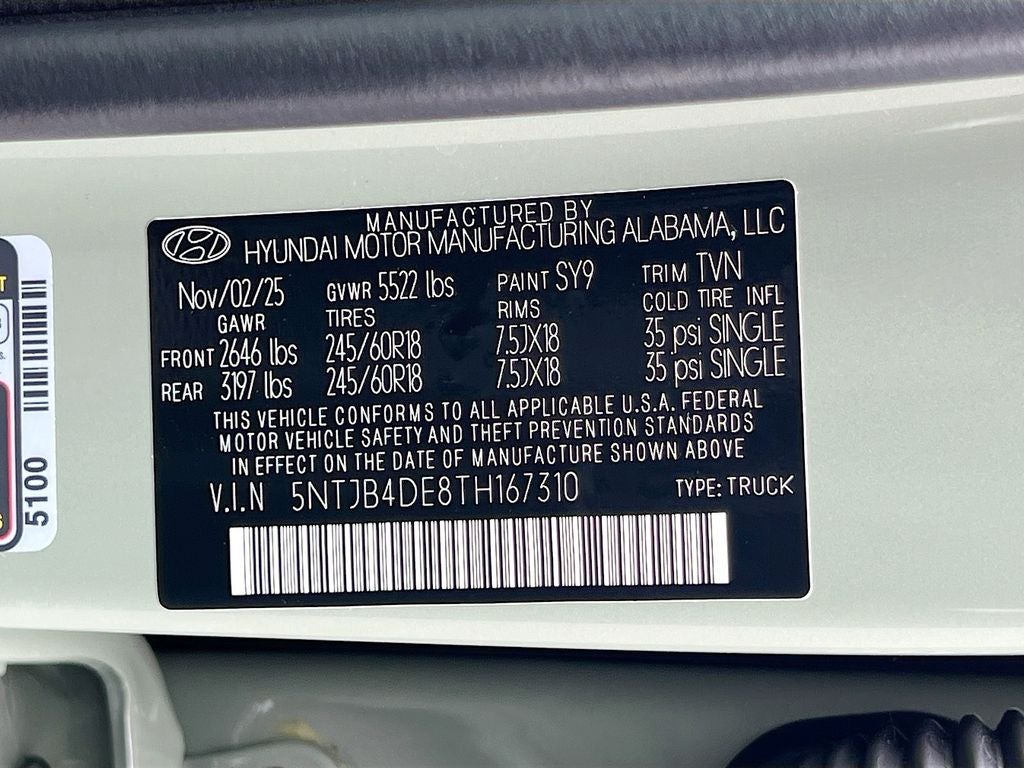 MANUFACTURED BY
HYUNDAI MOTOR MANUFACTURING ALABAMA, LLC
Nov/02/25 GVWR 5522 lbs PAINT SY9 TRIM TVN
GAWR TIRES RIMS COLD TIRE INFL
FRONT 2646 lbs 245/60R18 7.5JX18 35 psi SINGLE
REAR 3197 lbs 245/60R18 7.5JX18 35 psi SINGLE
THIS VEHICLE CONFORMS TO ALL APPLICABLE U.S.A. FEDERAL
MOTOR VEHICLE SAFETY AND THEFT PREVENTION STANDARDS
IN EFFECT ON THE DATE OF MANUFACTURE SHOWN ABOVE
V.I.N 5NTJB4DE8TH167310 TYPE: TRUCK
5100